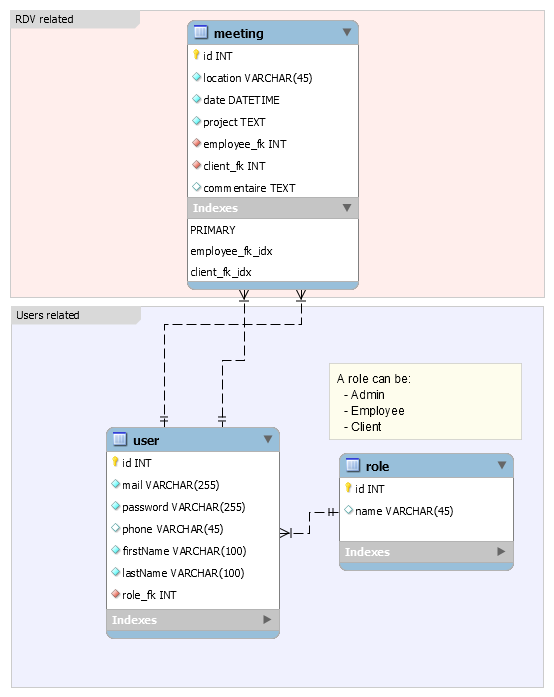 RDV related
meeting
id INT
location VARCHAR(45)
date DATETIME
project TEXT
employee_fk INT
client_fk INT
commentaire TEXT
Indexes
PRIMARY
employee_fk_idx
client_fk_idx
Users related
A role can be:
- Admin
- Employee
- Client
user
id INT
mail VARCHAR(255)
password VARCHAR(255)
phone VARCHAR(45)
firstName VARCHAR(100)
lastName VARCHAR(100)
role_fk INT
Indexes
role
id INT
name VARCHAR(45)
Indexes